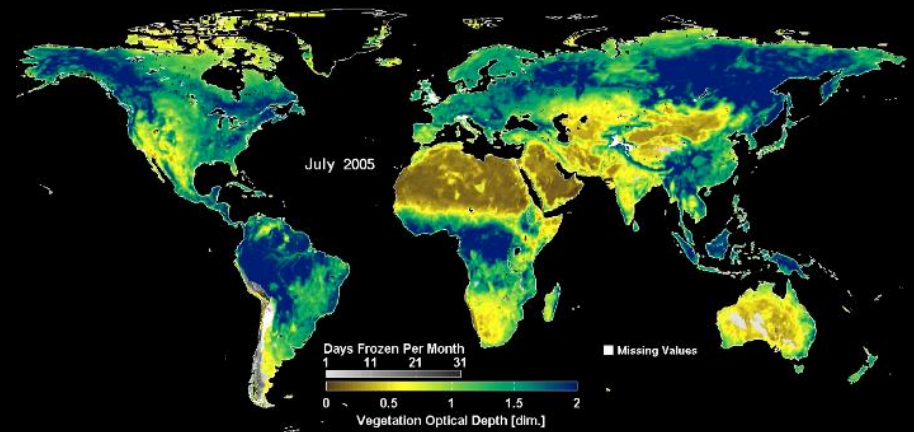 July 2005
Days Frozen Per Month
1 11 21 31
Missing Values
0 0.5 1 1.5 2
Vegetation Optical Depth [dim.]